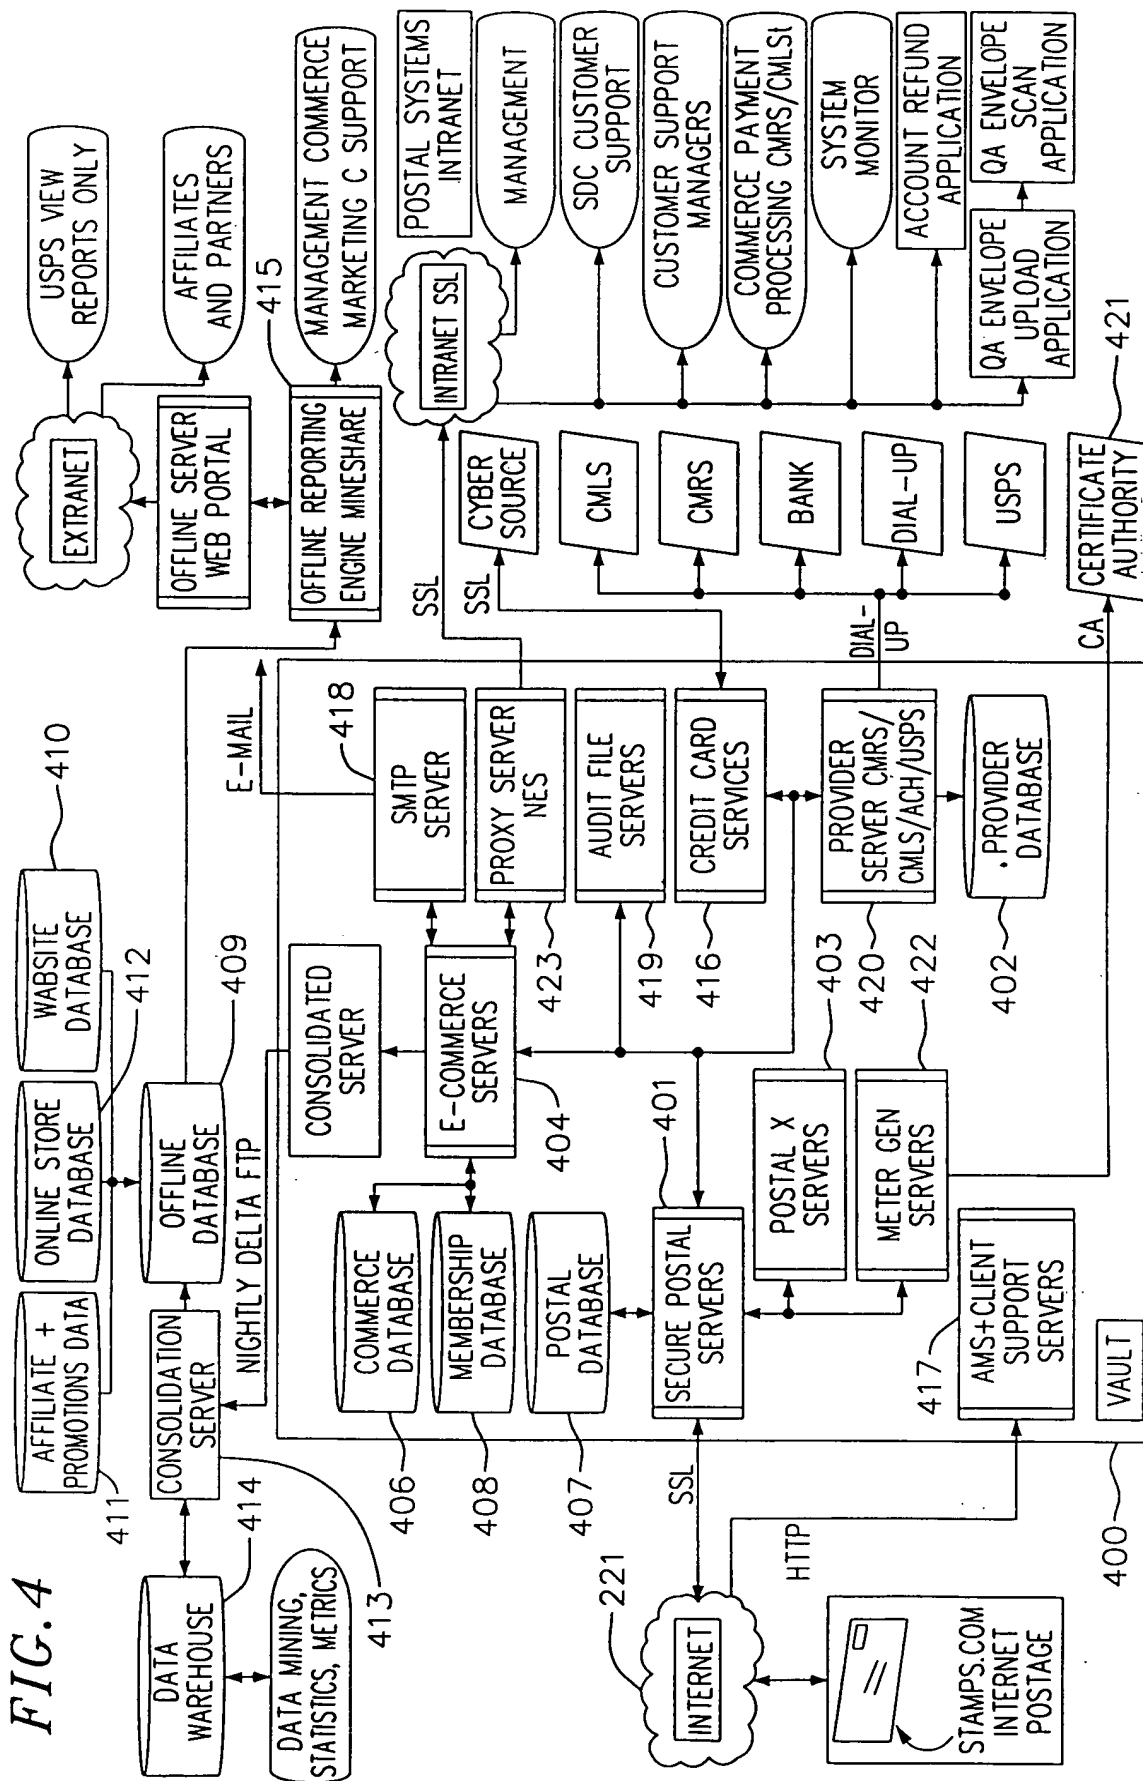 FIG.4
AFFILIATE +
PROMOTIONS DATA
411
ONLINE STORE
DATABASE
412
WABSITE
DATABASE
410
DATA
WAREHOUSE
414
CONSOLIDATION
SERVER
413
OFFLINE
DATABASE
409
DATA MINING,
STATISTICS, METRICS
NIGHTLY DELTA FTP
E-MAIL
EXTRANET
USPS VIEW
REPORTS ONLY
AFFILIATES
AND PARTNERS
OFFLINE SERVER
WEB PORTAL
415
OFFLINE REPORTING
ENGINE MINESHARE
MANAGEMENT COMMERCE
MARKETING C SUPPORT
COMMERCE
DATABASE
406
MEMBERSHIP
DATABASE
408
POSTAL
DATABASE
407
CONSOLIDATED
SERVER
E-COMMERCE
SERVERS
404
SMTP
SERVER
418
PROXY SERVER
NES
423
AUDIT FILE
SERVERS
419
CREDIT CARD
SERVICES
416
SSL
SSL
INTRANET SSL
POSTAL SYSTEMS
INTRANET
MANAGEMENT
SDC CUSTOMER
SUPPORT
CUSTOMER SUPPORT
MANAGERS
COMMERCE PAYMENT
PROCESSING CMRS/CMLSt
SYSTEM
MONITOR
ACCOUNT REFUND
APPLICATION
QA ENVELOPE
UPLOAD
APPLICATION
QA ENVELOPE
SCAN
APPLICATION
CYBER
SOURCE
CMLS
CMRS
BANK
DIAL-UP
USPS
DIAL-
UP
SECURE POSTAL
SERVERS
401
POSTAL X
SERVERS
403
PROVIDER
SERVER CMRS/
CMLS/ACH/USPS
420
METER GEN
SERVERS
422
.PROVIDER
DATABASE
402
CA
CERTIFICATE
AUTHORITY
421
417
AMS+CLIENT
SUPPORT
SERVERS
VAULT
400
SSL
HTTP
221
INTERNET
STAMPS.COM
INTERNET
POSTAGE